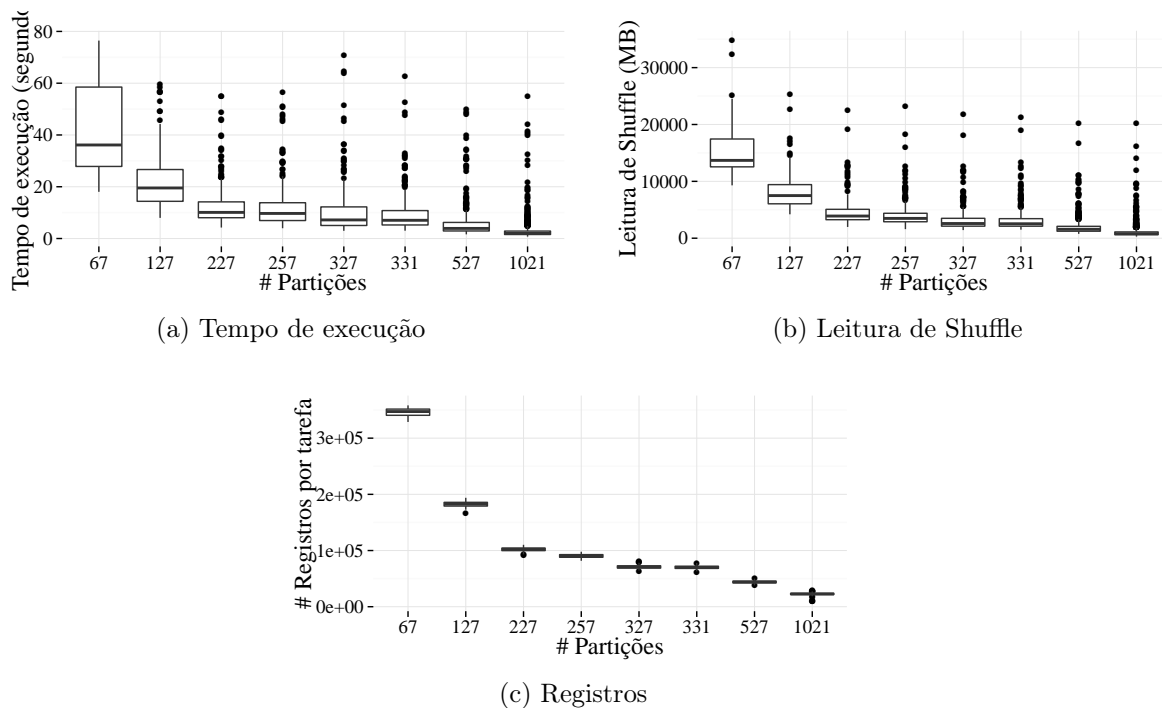 Tempo de execução (segundo
80
60
40
20
0
67 127 227 257 327 331 527 1021
# Partições
(a) Tempo de execução
Leitura de Shuffle (MB)
30000
20000
10000
0
67 127 227 257 327 331 527 1021
# Partições
(b) Leitura de Shuffle
# Registros por tarefa
3e+05
2e+05
1e+05
0e+00
67 127 227 257 327 331 527 1021
# Partições
(c) Registros